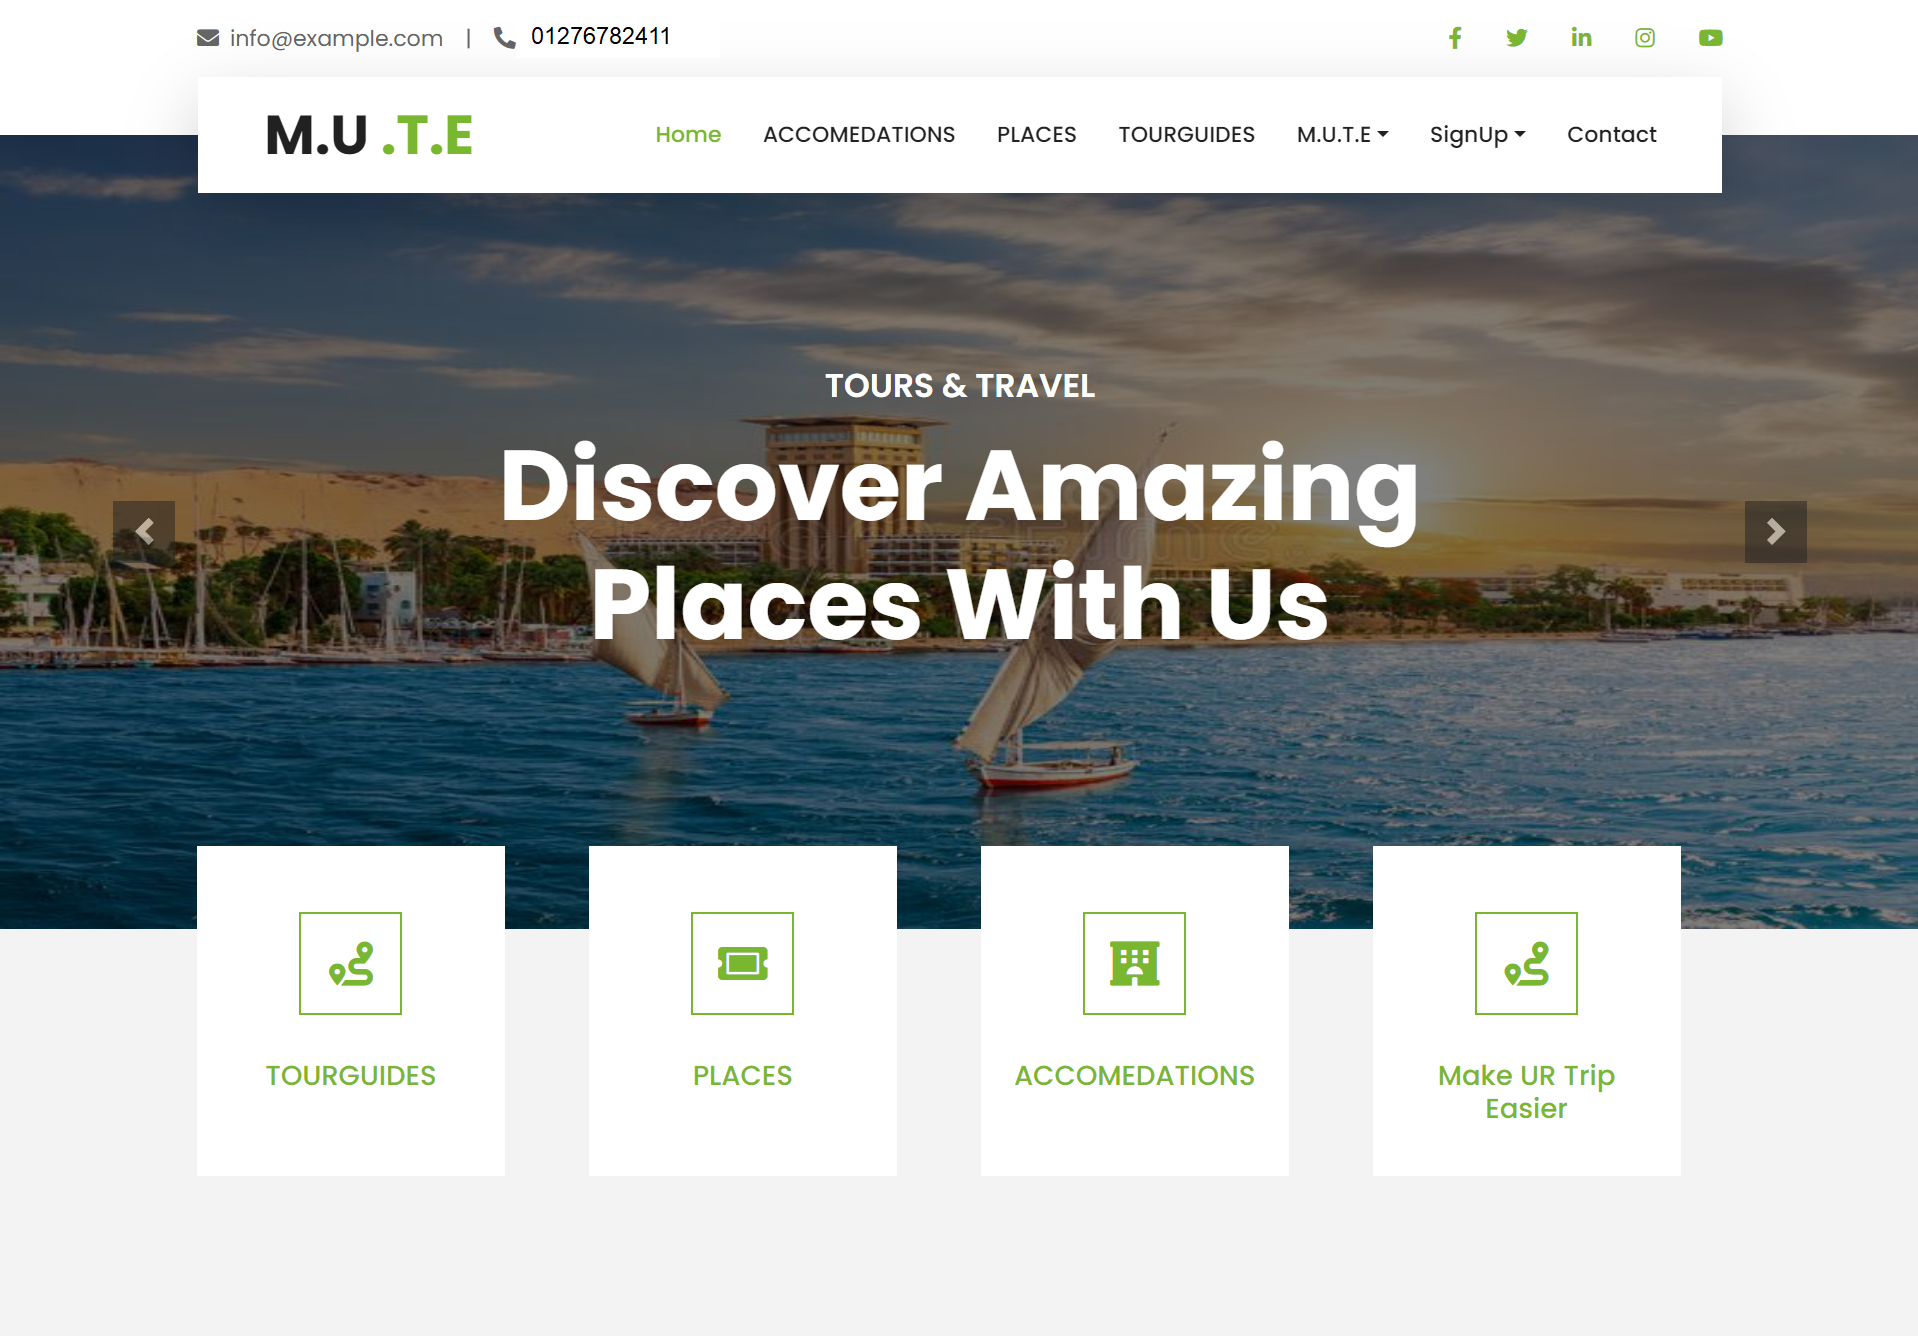 info@example.com | 01276782411
M.U .T.E
Home ACCOMEDATIONS PLACES TOURGUIDES M.U.T.E SignUp Contact
TOURS & TRAVEL
Discover Amazing
Places With Us
TOURGUIDES
PLACES
ACCOMEDATIONS
Make UR Trip
Easier